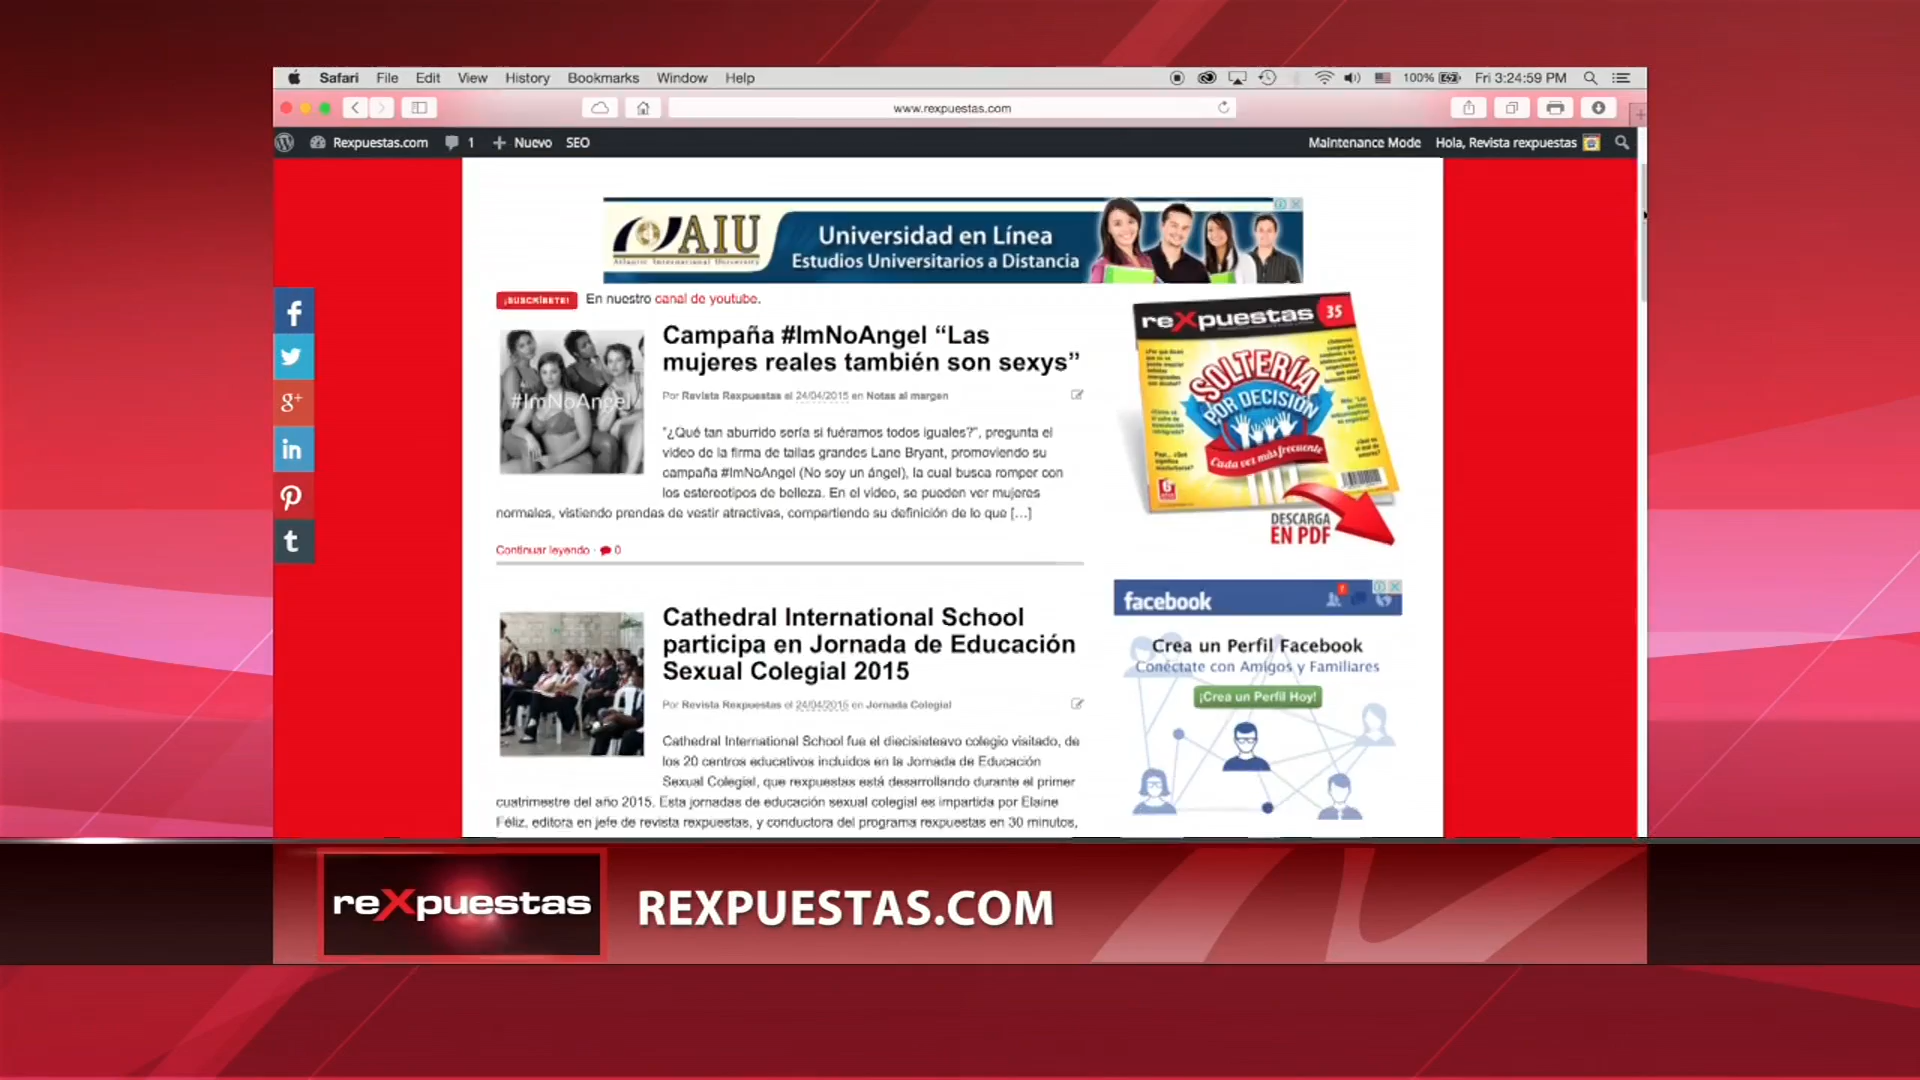 Safari File Edit View History Bookmarks Window Help 100% Fri 3:24:59 PM
www.rexpuestas.com
Rexpuestas.com 1 Nuevo SEO Maintenance Mode Hola, Revista rexpuestas
AIU
Atlantic International University
Universidad en Línea
Estudios Universitarios a Distancia
¡SUSCRÍBETE! En nuestro canal de youtube.
Campaña #ImNoAngel “Las
mujeres reales también son sexys”
#ImNoAngel
Por Revista Rexpuestas el 24/04/2015 en Notas al margen
"¿Qué tan aburrido sería si fuéramos todos iguales?", pregunta el
video de la firma de tallas grandes Lane Bryant, promoviendo su
campaña #ImNoAngel (No soy un ángel), la cual busca romper con
los estereotipos de belleza. En el video, se pueden ver mujeres
normales, vistiendo prendas de vestir atractivas, compartiendo su definición de lo que [...]
Continuar leyendo · 0
Cathedral International School
participa en Jornada de Educación
Sexual Colegial 2015
Por Revista Rexpuestas el 24/04/2015 en Jornada Colegial
Cathedral International School fue el diecisieteavo colegio visitado, de
los 20 centros educativos incluidos en la Jornada de Educación
Sexual Colegial, que rexpuestas está desarrollando durante el primer
cuatrimestre del año 2015. Esta jornadas de educación sexual colegial es impartida por Elaine
Féliz, editora en jefe de revista rexpuestas, y conductora del programa rexpuestas en 30 minutos,
reXpuestas 35
SOLTERÍA
POR DECISIÓN
Cada vez más frecuente
DESCARGA
EN PDF
facebook
Crea un Perfil Facebook
Conéctate con Amigos y Familiares
¡Crea un Perfil Hoy!
reXpuestas
REXPUESTAS.COM